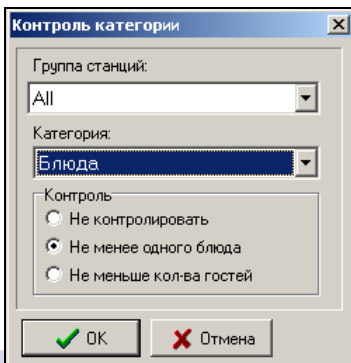 Контроль категории
Группа станций:
All
Категория:
Блюда
Контроль
Не контролировать
Не менее одного блюда
Не меньше кол-ва гостей
OK Отмена